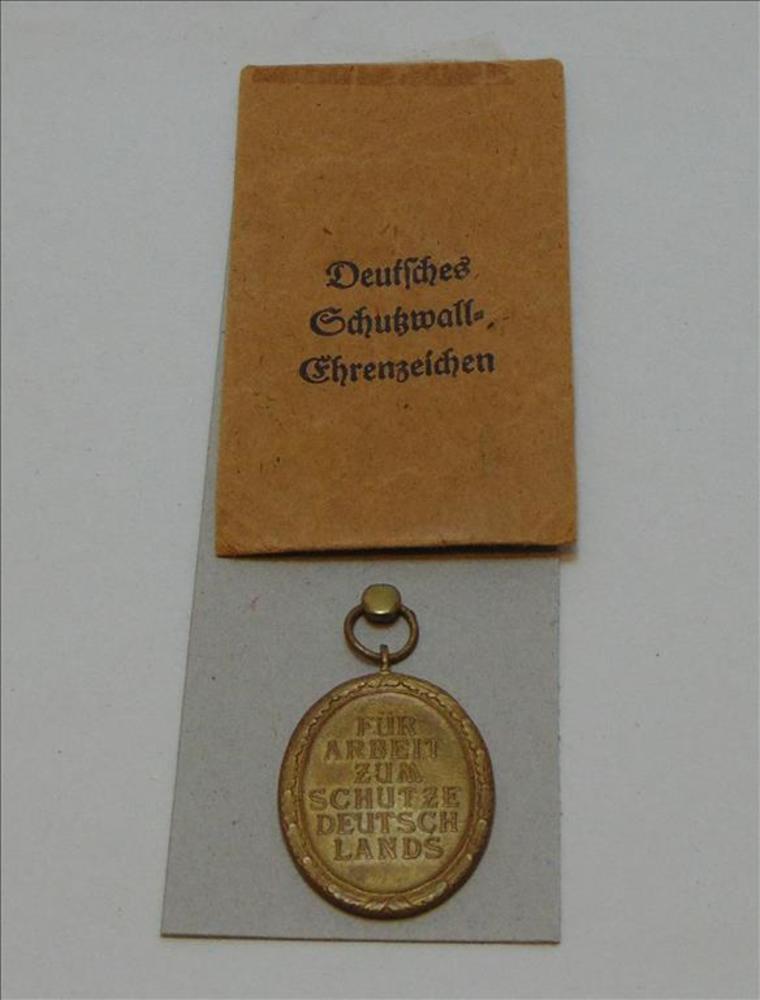 Deutſches
Schutzwall-
Ehrenzeichen
FÜR
ARBEIT
ZUM
SCHUTZE
DEUTSCH
LANDS